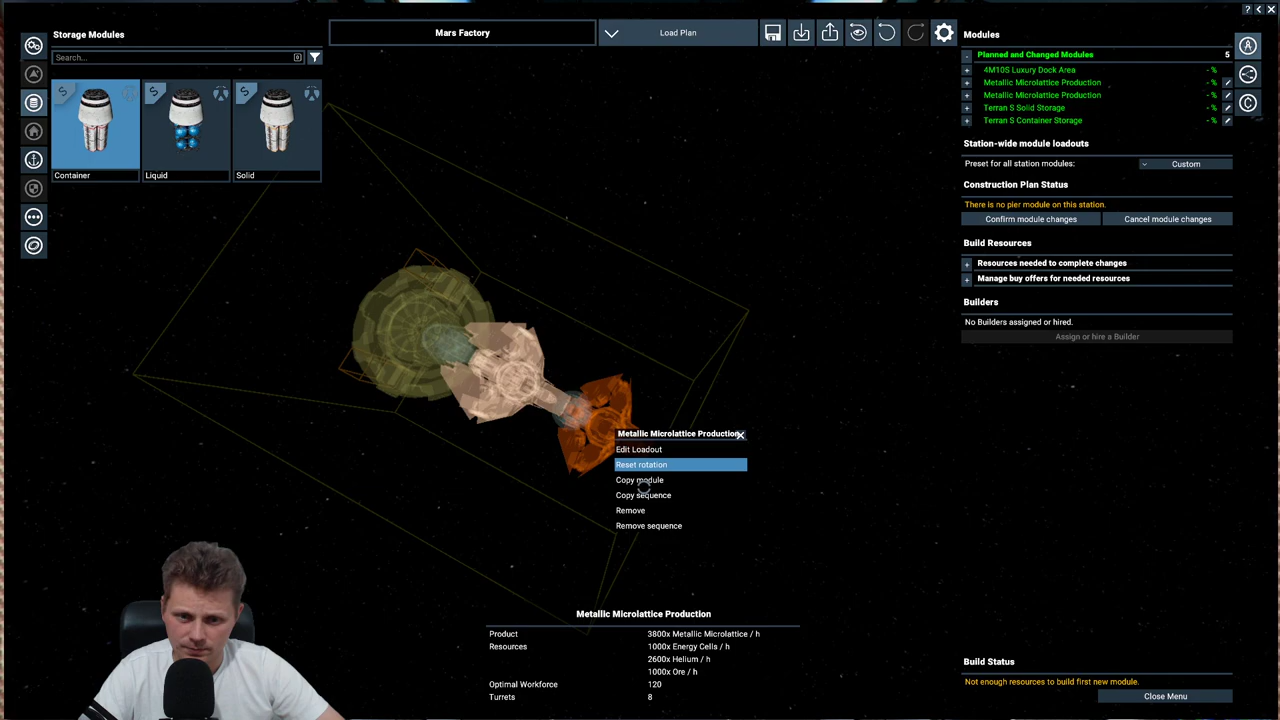 Storage Modules
Search...
Container
Liquid
Solid
Mars Factory
Load Plan
Metallic Microlattice Production
Edit Loadout
Reset rotation
Copy module
Copy sequence
Remove
Remove sequence
Metallic Microlattice Production
Product 3800x Metallic Microlattice / h
Resources 1000x Energy Cells / h
2600x Helium / h
1000x Ore / h
Optimal Workforce 120
Turrets 8
Modules
- Planned and Changed Modules 5
+ 4M10S Luxury Dock Area - %
+ Metallic Microlattice Production - %
+ Metallic Microlattice Production - %
+ Terran S Solid Storage - %
+ Terran S Container Storage - %
Station-wide module loadouts
Preset for all station modules: Custom
Construction Plan Status
There is no pier module on this station.
Confirm module changes Cancel module changes
Build Resources
+ Resources needed to complete changes
+ Manage buy offers for needed resources
Builders
No Builders assigned or hired.
Assign or hire a Builder
Build Status
Not enough resources to build first new module.
Close Menu